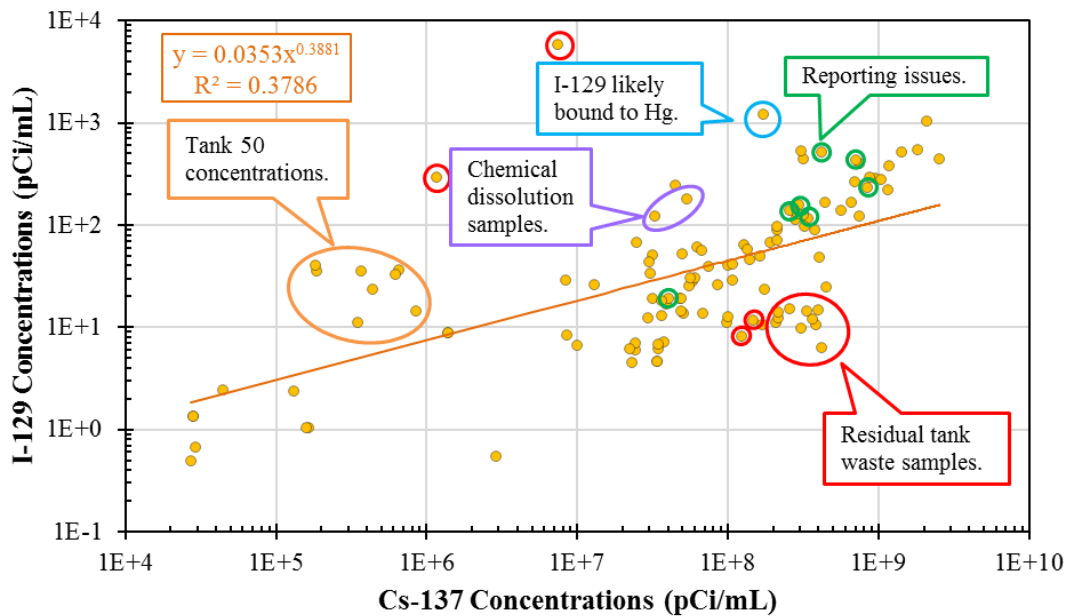 y = 0.0353x^0.3881
R² = 0.3786
Tank 50
concentrations.
I-129 likely
bound to Hg.
Reporting issues.
Chemical
dissolution
samples.
Residual tank
waste samples.
I-129 Concentrations (pCi/mL)
1E+4
1E+3
1E+2
1E+1
1E+0
1E-1
1E+4 1E+5 1E+6 1E+7 1E+8 1E+9 1E+10
Cs-137 Concentrations (pCi/mL)